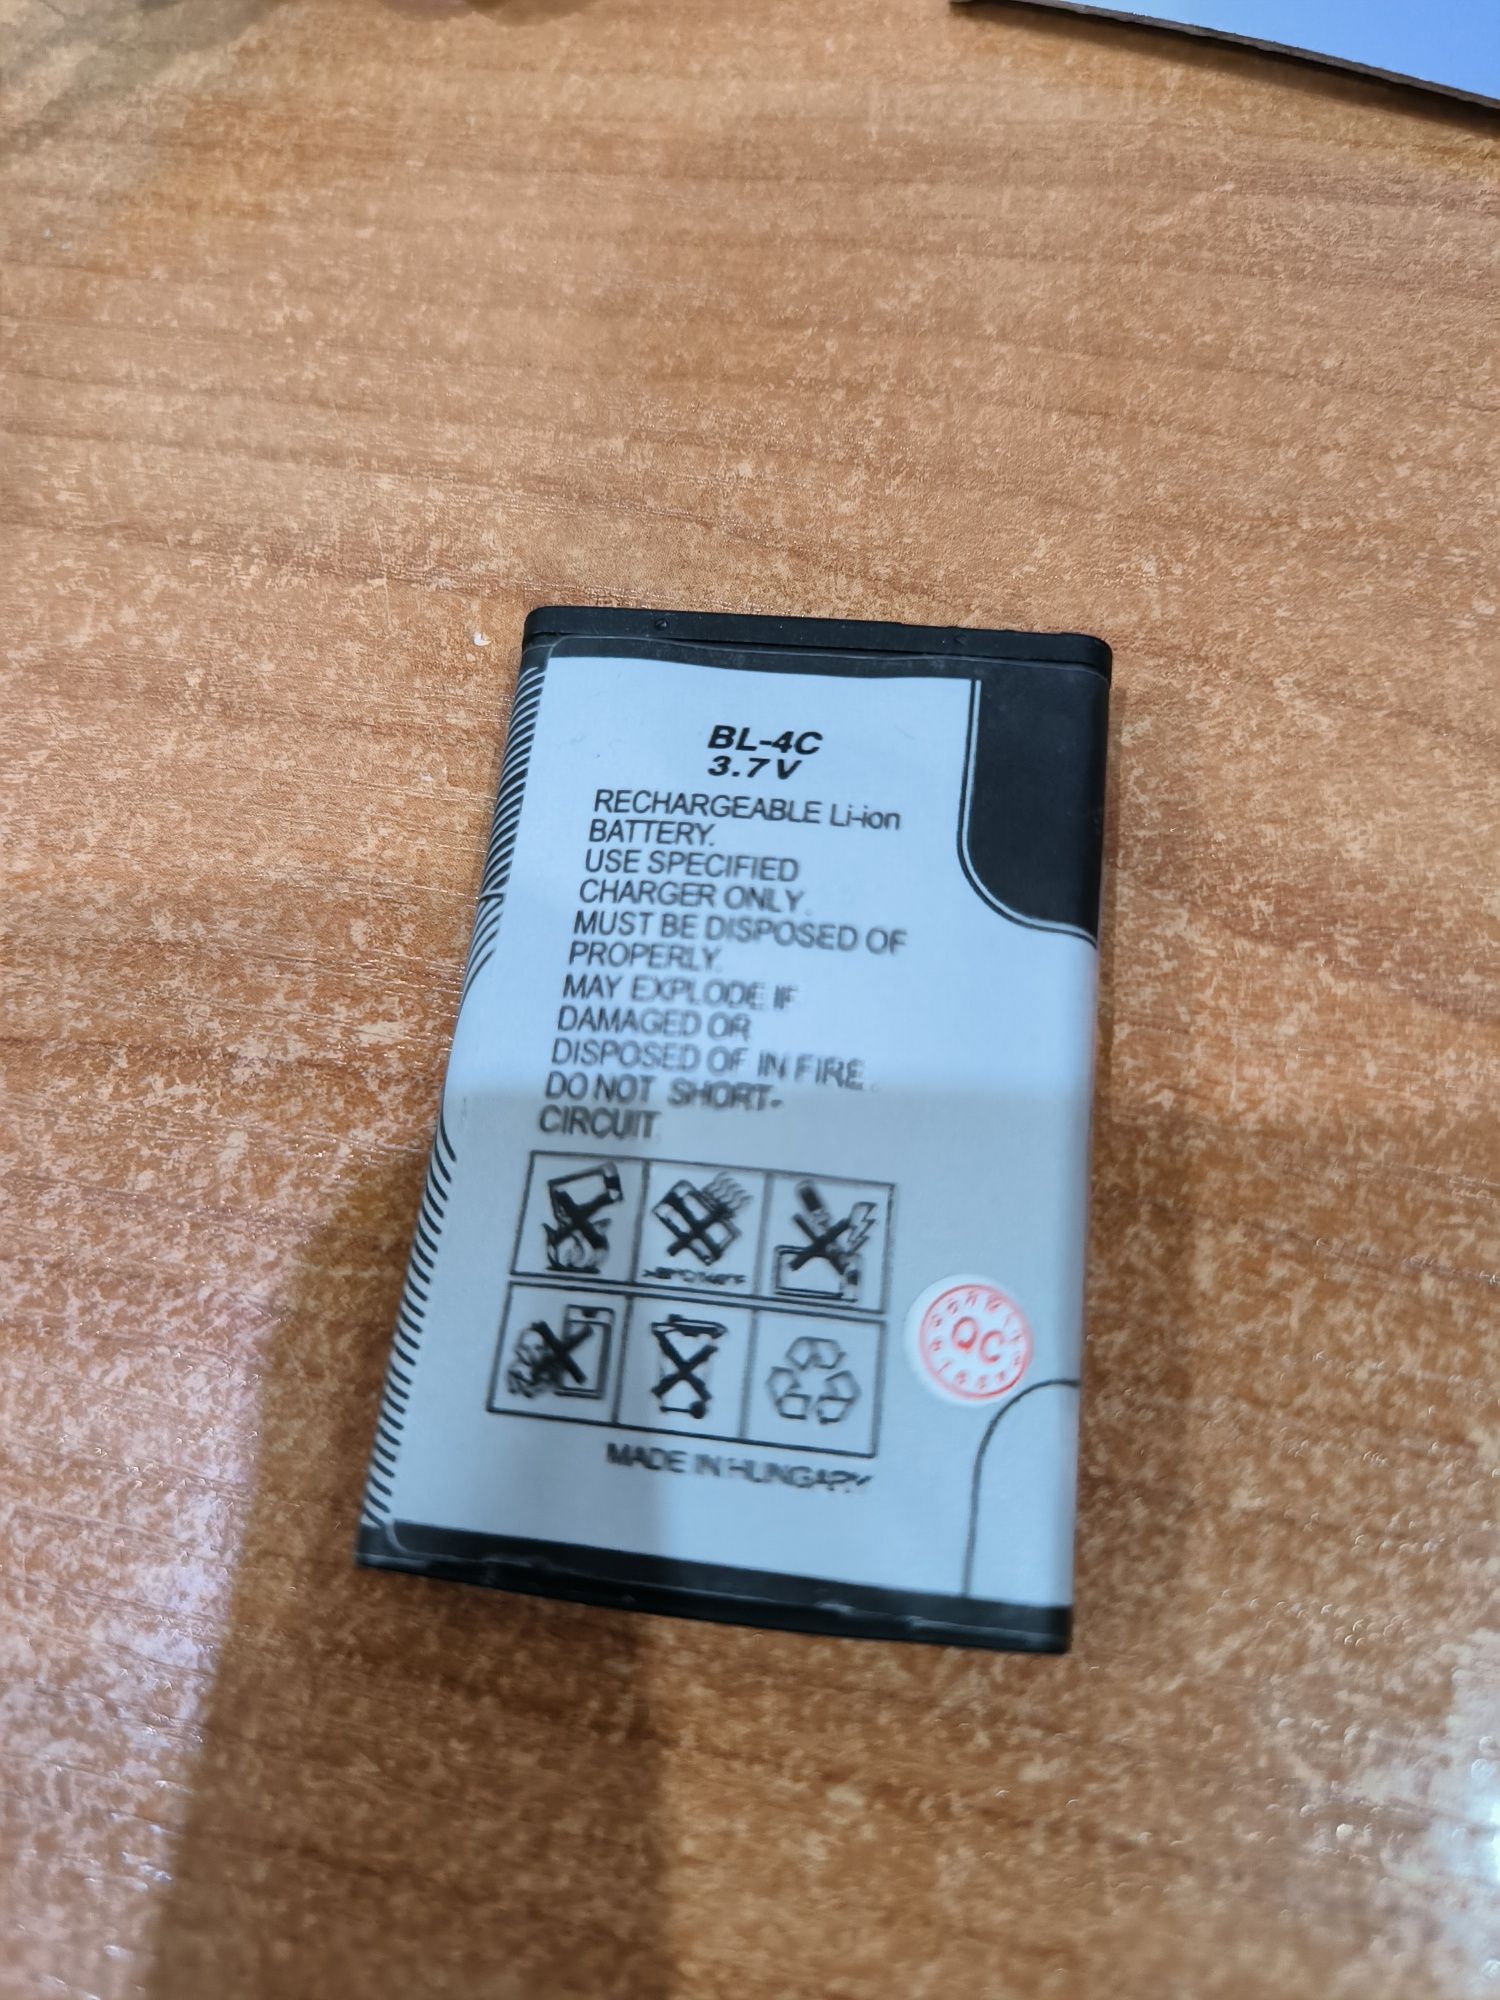 BL-4C
3.7V
RECHARGEABLE Li-ion
BATTERY.
USE SPECIFIED
CHARGER ONLY.
MUST BE DISPOSED OF
PROPERLY.
MAY EXPLODE IF
DAMAGED OR
DISPOSED OF IN FIRE.
DO NOT SHORT-
CIRCUIT.
QC
MADE IN HUNGARY